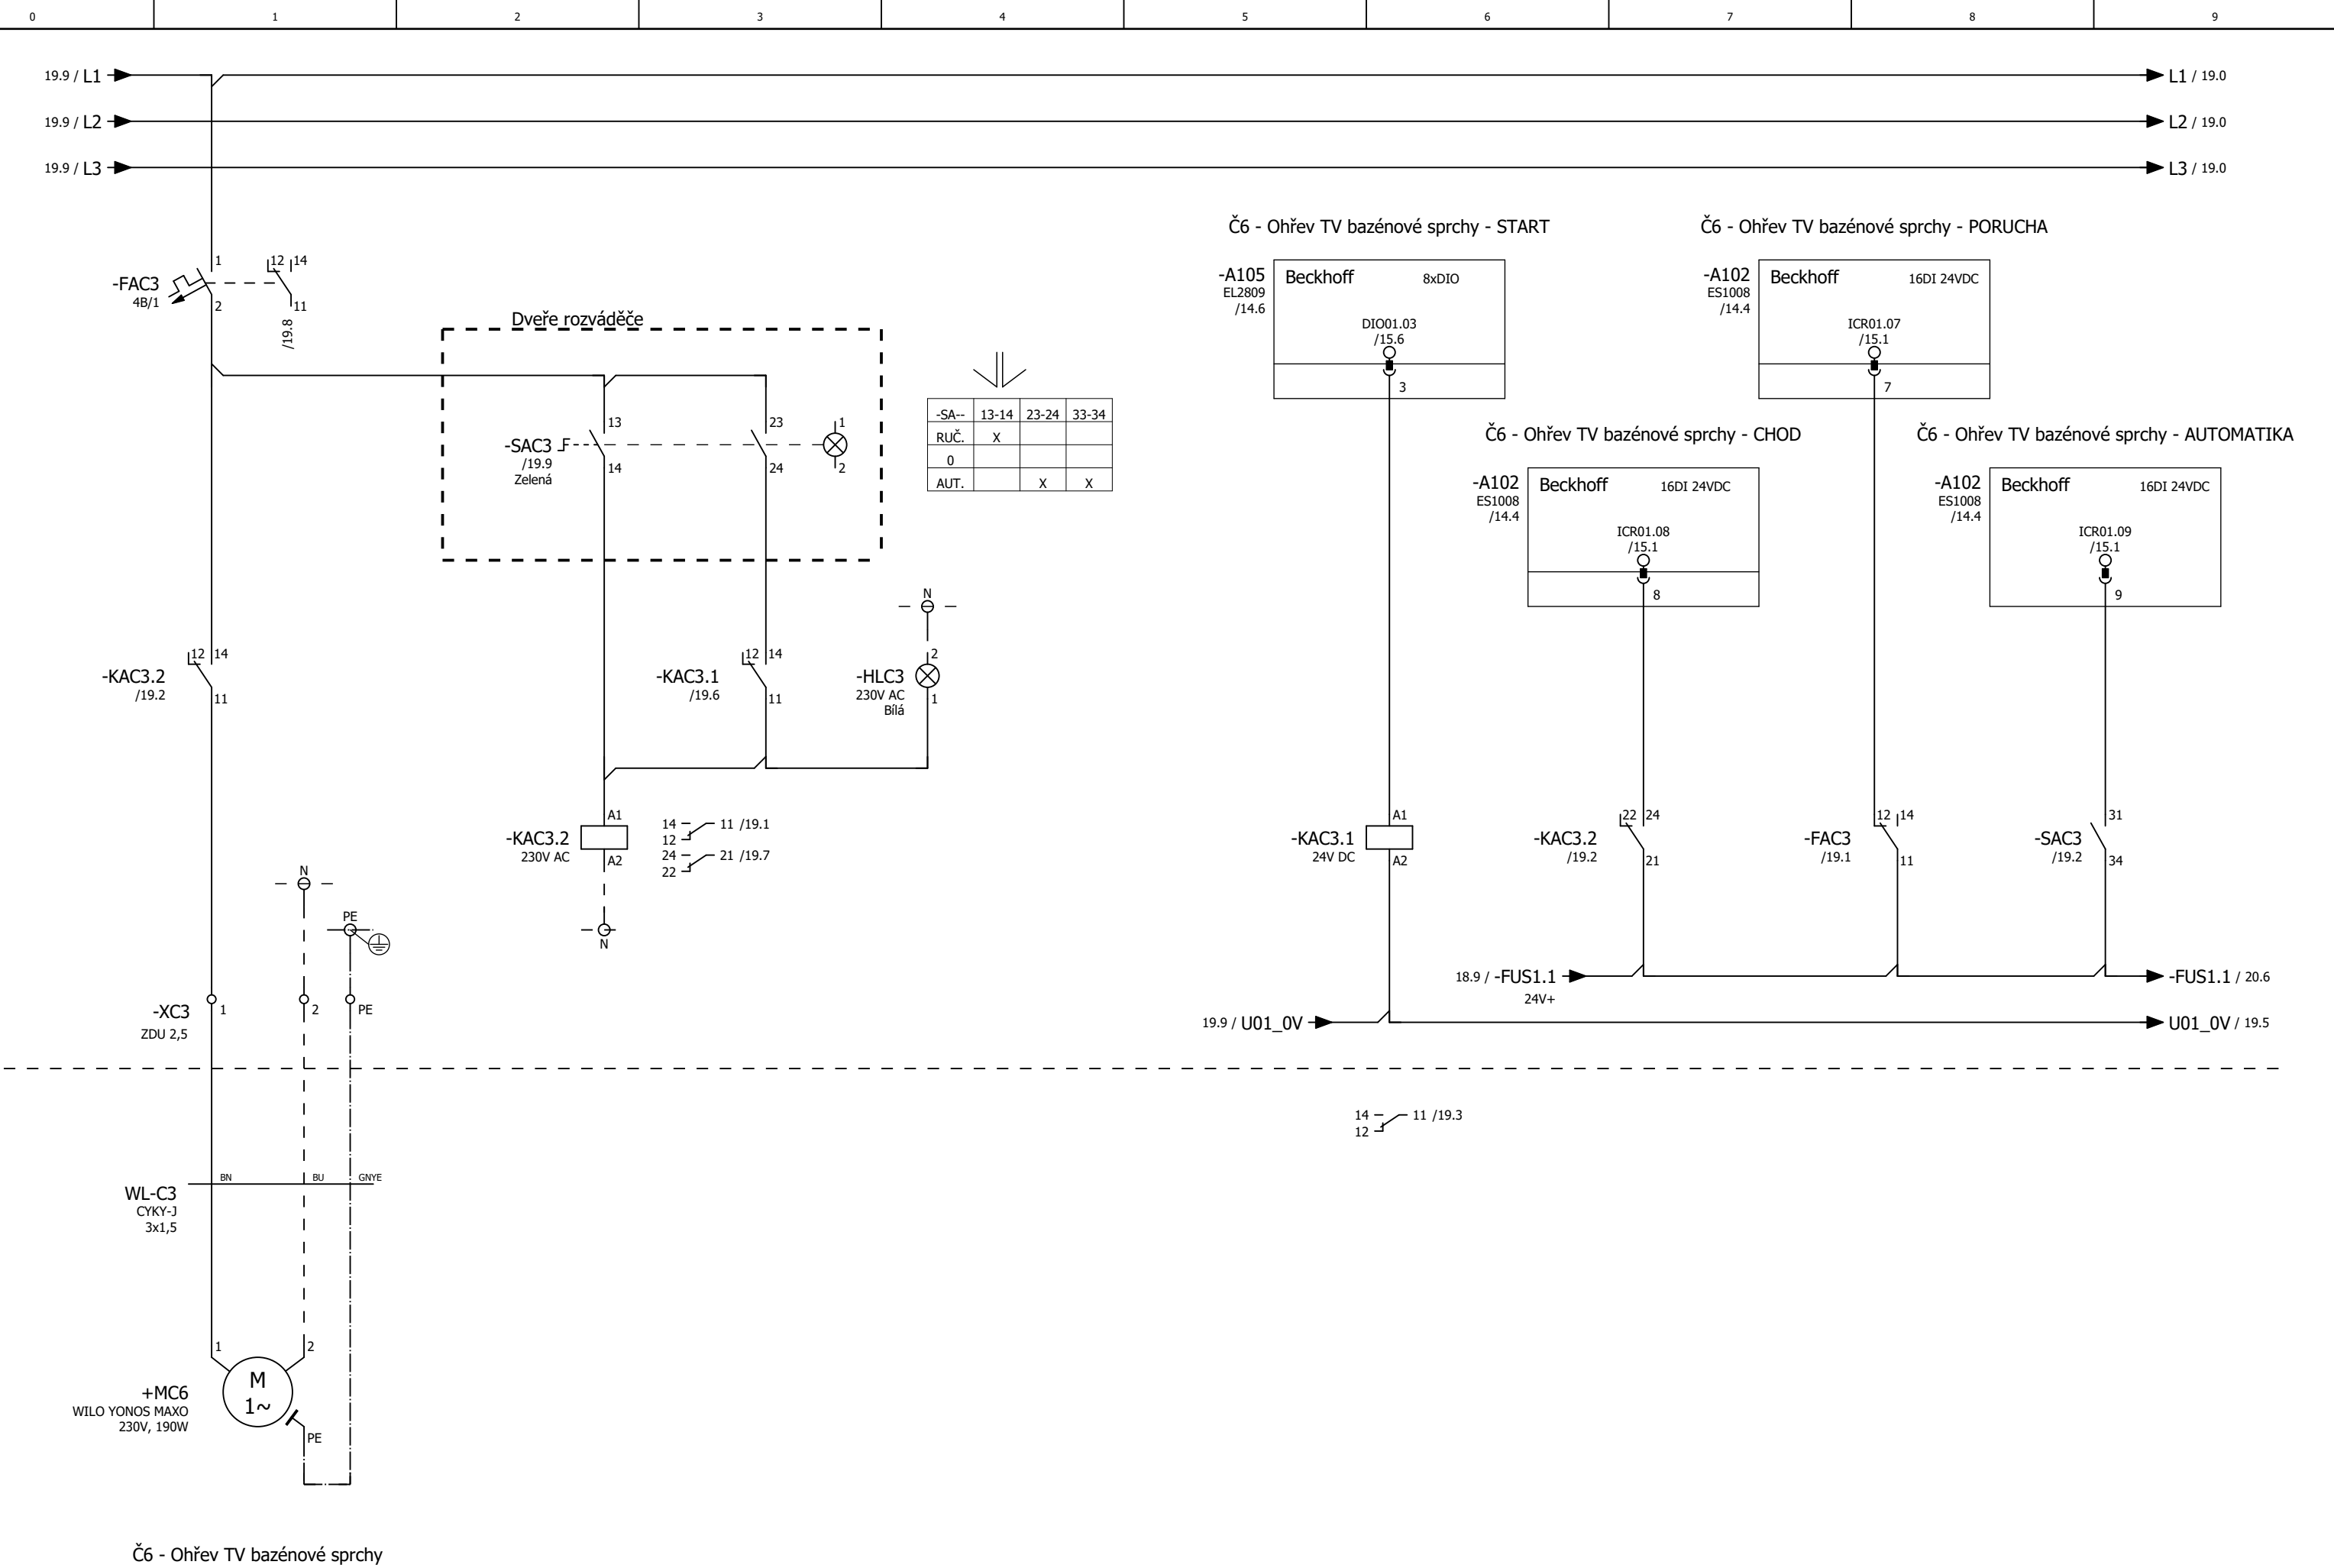 0 1 2 3 4 5 6 7 8 9
19.9 / L1 L1 / 19.0
19.9 / L2 L2 / 19.0
19.9 / L3 L3 / 19.0
Č6 - Ohřev TV bazénové sprchy - START
Č6 - Ohřev TV bazénové sprchy - PORUCHA
-FAC3
4B/1
1
2
12 14
11
/19.8
-A105
EL2809
/14.6
Beckhoff 8xDIO
DIO01.03
/15.6
3
-A102
ES1008
/14.4
Beckhoff 16DI 24VDC
ICR01.07
/15.1
7
Dveře rozváděče
-SAC3
/19.9
Zelená
13
14
23
24
1
2
-SA-- 13-14 23-24 33-34
RUČ. X
0
AUT. X X
Č6 - Ohřev TV bazénové sprchy - CHOD
Č6 - Ohřev TV bazénové sprchy - AUTOMATIKA
-A102
ES1008
/14.4
Beckhoff 16DI 24VDC
ICR01.08
/15.1
8
-A102
ES1008
/14.4
Beckhoff 16DI 24VDC
ICR01.09
/15.1
9
-KAC3.2
/19.2
12 14
11
-KAC3.1
/19.6
12 14
11
N
-HLC3
230V AC
Bílá
2
1
-KAC3.2
230V AC
A1
A2
N
14 11 /19.1
12
24 21 /19.7
22
-KAC3.1
24V DC
A1
A2
-KAC3.2
/19.2
22 24
21
-FAC3
/19.1
12 14
11
-SAC3
/19.2
31
34
N
PE
18.9 / -FUS1.1 -FUS1.1 / 20.6
24V+
19.9 / U01_0V U01_0V / 19.5
-XC3
ZDU 2,5
1 2 PE
14 11 /19.3
12
WL-C3
CYKY-J
3x1,5
BN BU GNYE
1 2
M
1~
PE
+MC6
WILO YONOS MAXO
230V, 190W
Č6 - Ohřev TV bazénové sprchy